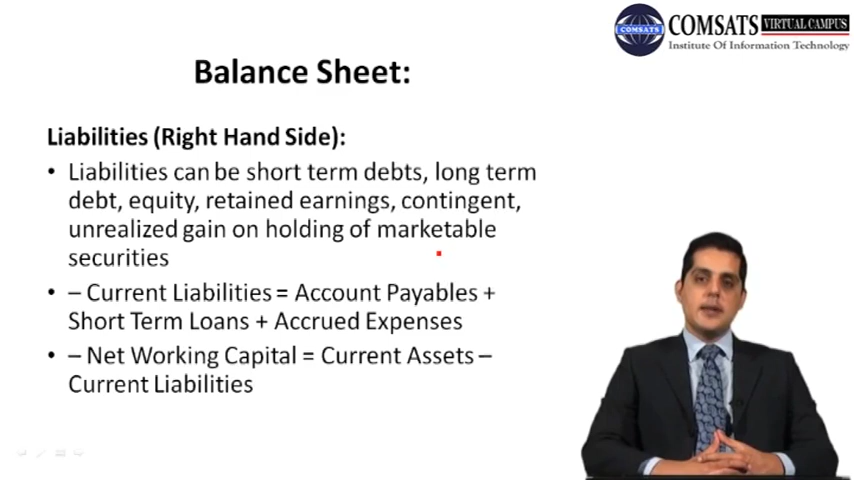 COMSATS VIRTUAL CAMPUS
COMSATS
Institute Of Information Technology
Balance Sheet:
Liabilities (Right Hand Side):
• Liabilities can be short term debts, long term
debt, equity, retained earnings, contingent,
unrealized gain on holding of marketable
securities
• – Current Liabilities = Account Payables +
Short Term Loans + Accrued Expenses
• – Net Working Capital = Current Assets –
Current Liabilities